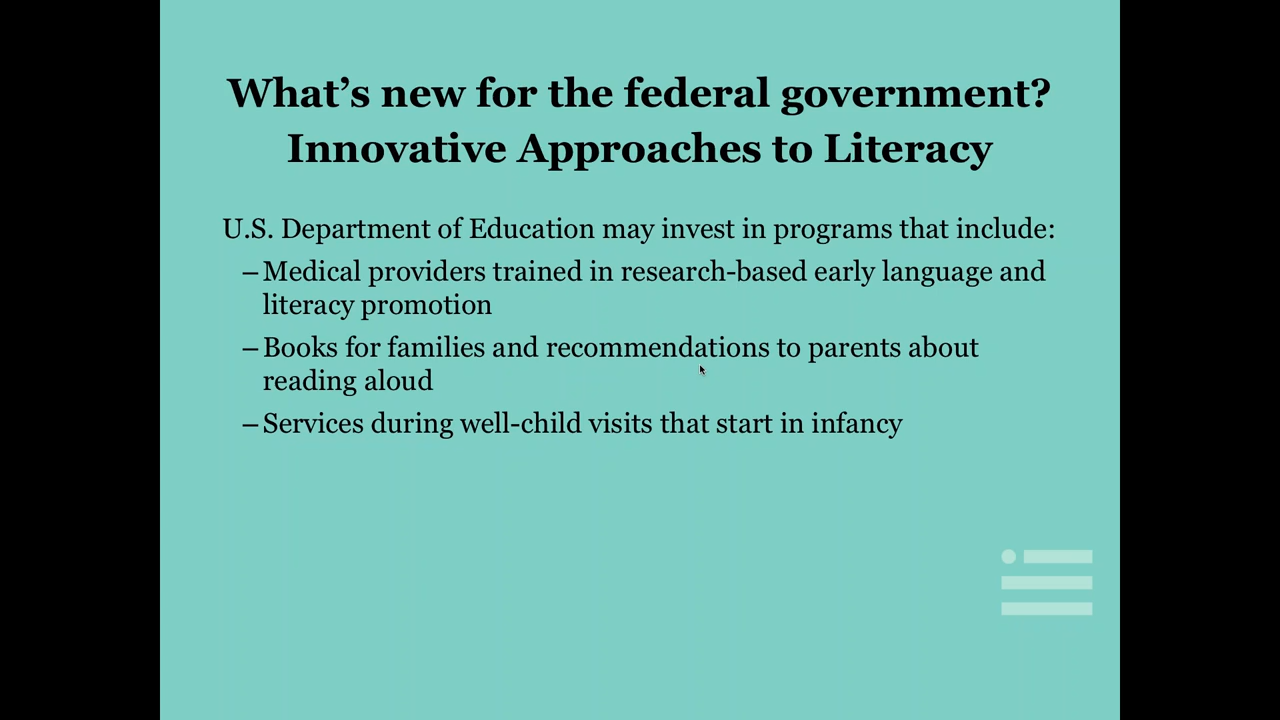 What’s new for the federal government?
Innovative Approaches to Literacy
U.S. Department of Education may invest in programs that include:
– Medical providers trained in research-based early language and
literacy promotion
– Books for families and recommendations to parents about
reading aloud
– Services during well-child visits that start in infancy